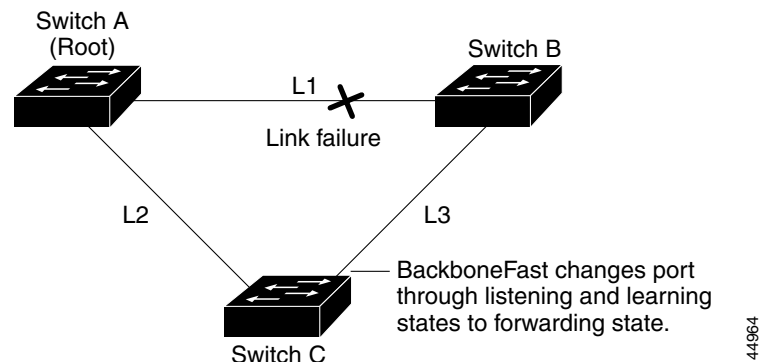 Switch A
(Root)
Switch B
L1
Link failure
L2
L3
BackboneFast changes port
through listening and learning
states to forwarding state.
Switch C
44964